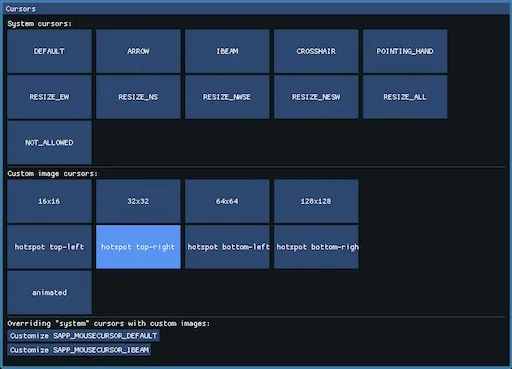 Cursors
System cursors:
DEFAULT ARROW IBEAM CROSSHAIR POINTING_HAND
RESIZE_EW RESIZE_NS RESIZE_NWSE RESIZE_NESW RESIZE_ALL
NOT_ALLOWED
Custom image cursors:
16x16 32x32 64x64 128x128
hotspot top-left hotspot top-right hotspot bottom-left hotspot bottom-righ
animated
Overriding "system" cursors with custom images:
Customize SAPP_MOUSECURSOR_DEFAULT
Customize SAPP_MOUSECURSOR_IBEAM